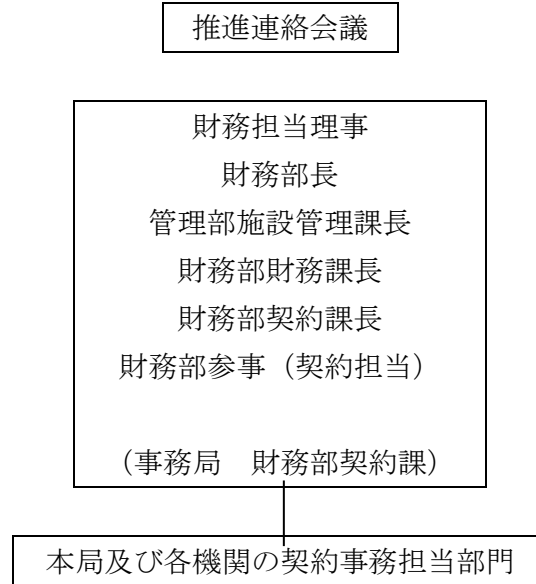 推進連絡会議
財務担当理事
財務部長
管理部施設管理課長
財務部財務課長
財務部契約課長
財務部参事（契約担当）
（事務局　財務部契約課）
本局及び各機関の契約事務担当部門